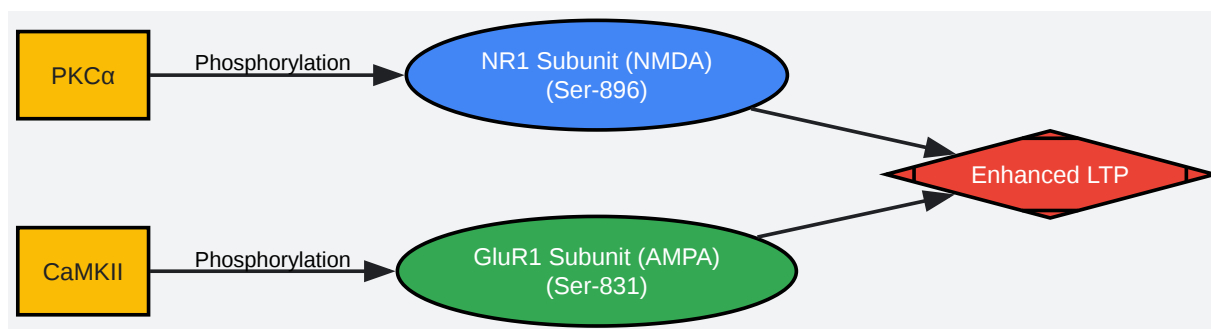 PKCα
Phosphorylation
NR1 Subunit (NMDA)
(Ser-896)
Enhanced LTP
CaMKII
Phosphorylation
GluR1 Subunit (AMPA)
(Ser-831)